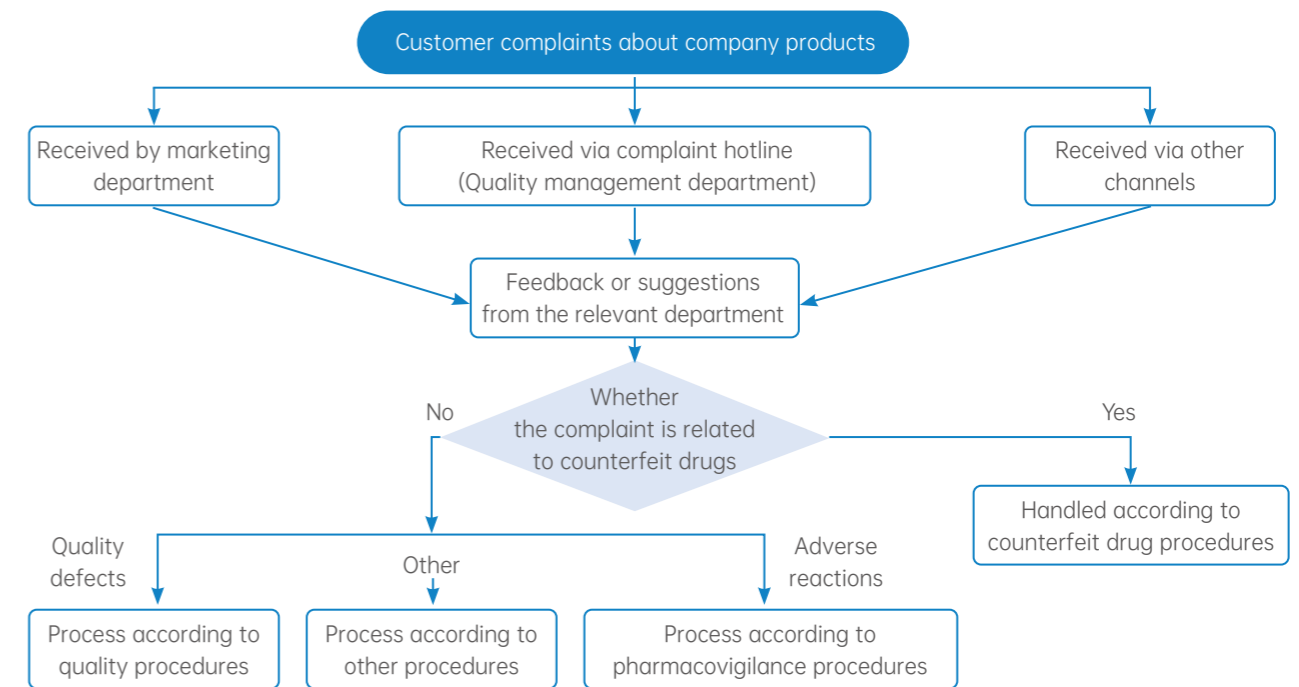 Customer complaints about company products
Received by marketing
department
Received via complaint hotline
(Quality management department)
Received via other
channels
Feedback or suggestions
from the relevant department
Whether
the complaint is related
to counterfeit drugs
No
Yes
Handled according to
counterfeit drug procedures
Quality
defects
Other
Adverse
reactions
Process according to
quality procedures
Process according to
other procedures
Process according to
pharmacovigilance procedures